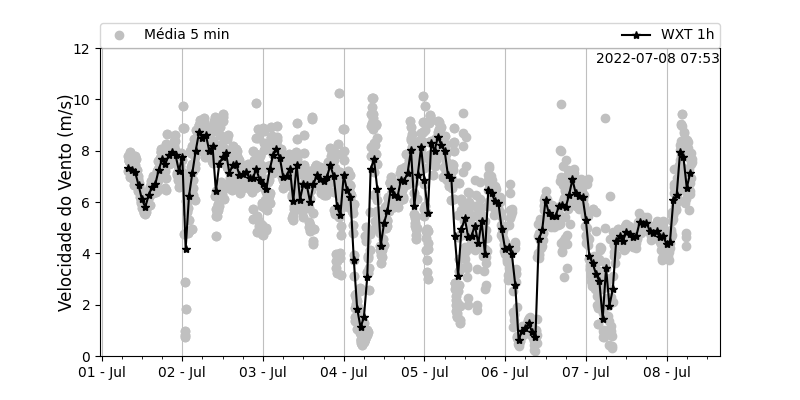 Média 5 min
WXT 1h
2022-07-08 07:53
Velocidade do Vento (m/s)
12
10
8
6
4
2
0
01 - Jul
02 - Jul
03 - Jul
04 - Jul
05 - Jul
06 - Jul
07 - Jul
08 - Jul